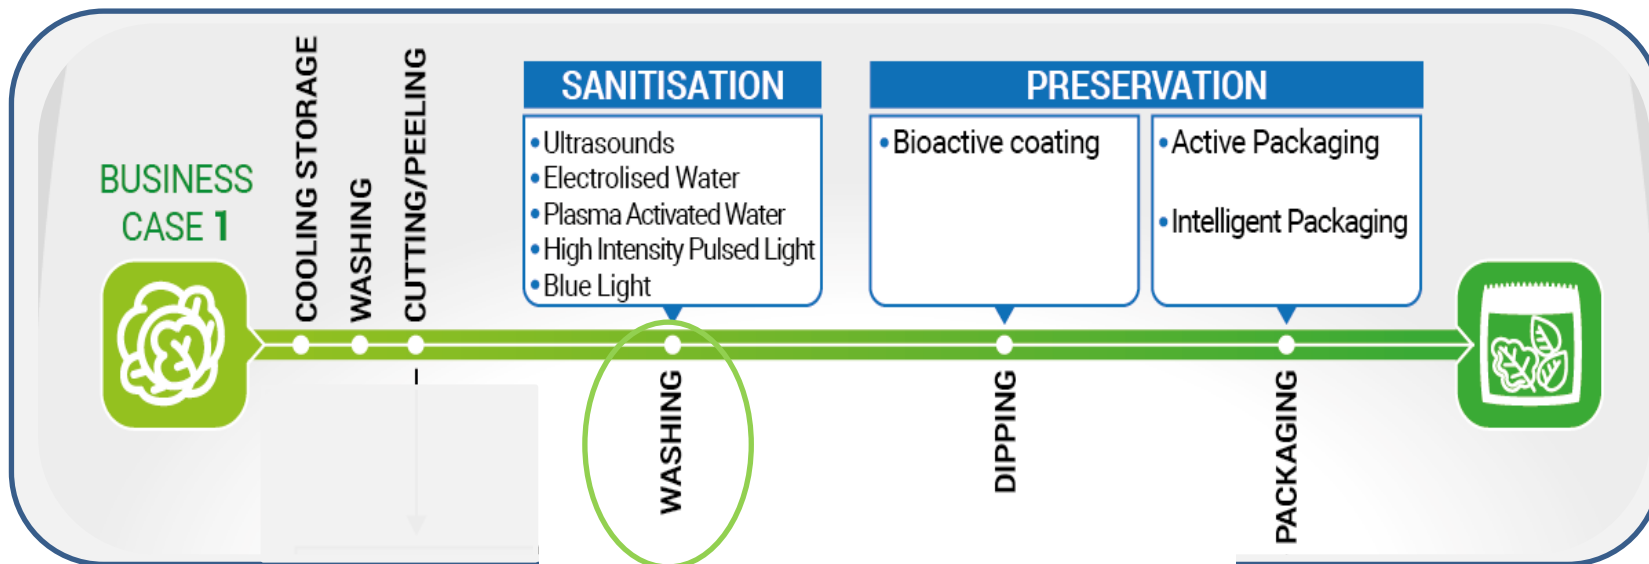 BUSINESS
CASE 1
COOLING STORAGE
WASHING
CUTTING/PEELING
SANITISATION
•Ultrasounds
•Electrolised Water
•Plasma Activated Water
•High Intensity Pulsed Light
•Blue Light
WASHING
PRESERVATION
•Bioactive coating
DIPPING
•Active Packaging
•Intelligent Packaging
PACKAGING